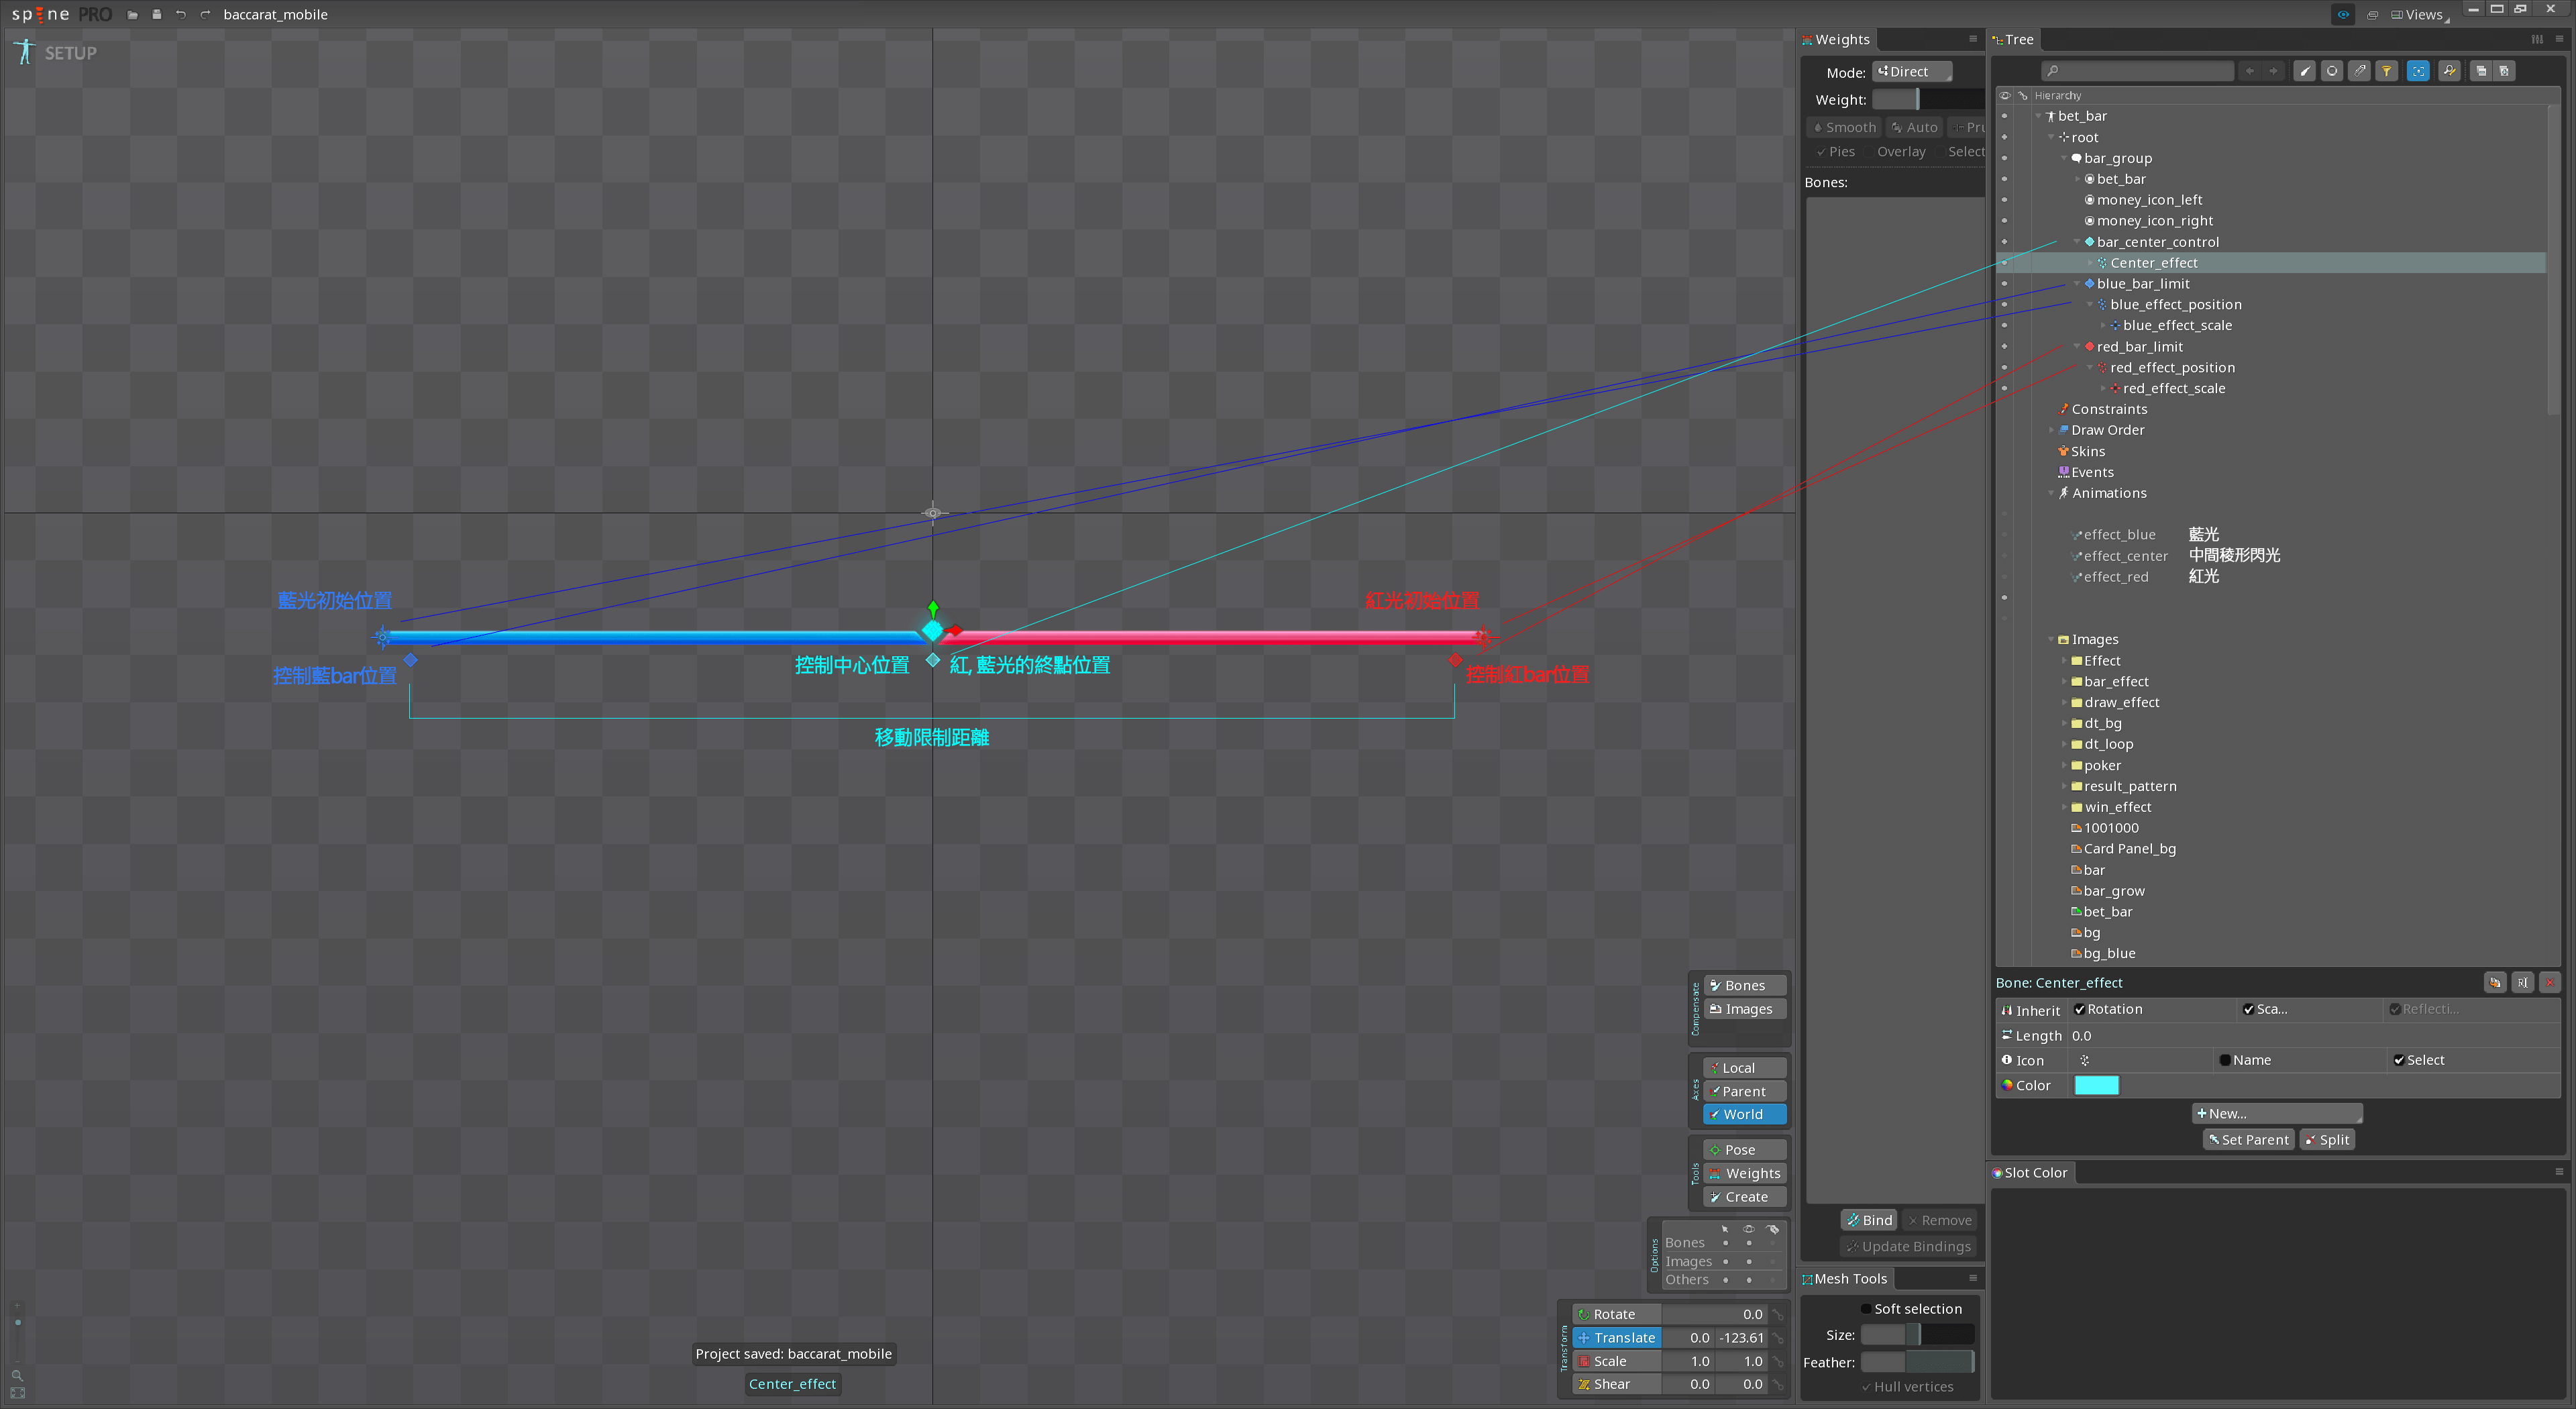 spine PRO
baccarat_mobile
Views
SETUP
藍光初始位置
控制藍bar位置
控制中心位置
紅, 藍光的終點位置
紅光初始位置
控制紅bar位置
移動限制距離
Project saved: baccarat_mobile
Center_effect
Compensate
Bones
Images
Axes
Local
Parent
World
Tools
Pose
Weights
Create
Options
Bones
Images
Others
Transform
Rotate 0.0
Translate 0.0 -123.61
Scale 1.0 1.0
Shear 0.0 0.0
Weights
Mode: Direct
Weight:
Smooth Auto Pru
Pies Overlay Select
Bones:
Bind Remove
Update Bindings
Mesh Tools
Soft selection
Size:
Feather:
Hull vertices
Tree
Hierarchy
bet_bar
root
bar_group
bet_bar
money_icon_left
money_icon_right
bar_center_control
Center_effect
blue_bar_limit
blue_effect_position
blue_effect_scale
red_bar_limit
red_effect_position
red_effect_scale
Constraints
Draw Order
Skins
Events
Animations
effect_blue 藍光
effect_center 中間稜形閃光
effect_red 紅光
Images
Effect
bar_effect
draw_effect
dt_bg
dt_loop
poker
result_pattern
win_effect
1001000
Card Panel_bg
bar
bar_grow
bet_bar
bg
bg_blue
Bone: Center_effect
Inherit Rotation Sca... Reflecti...
Length 0.0
Icon Name Select
Color
New...
Set Parent Split
Slot Color